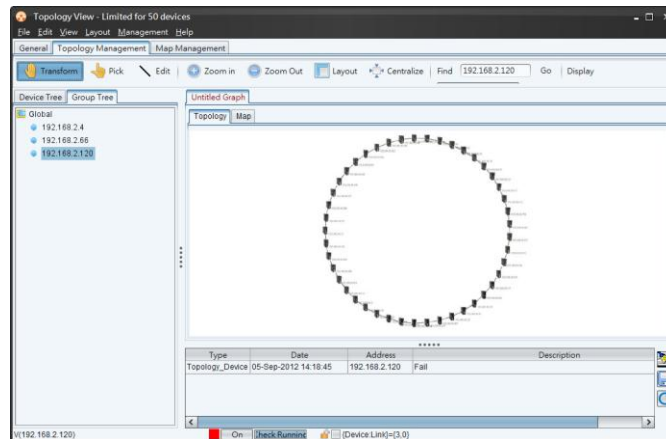 Topology View - Limited for 50 devices
File Edit View Layout Management Help
General Topology Management Map Management
Transform Pick Edit Zoom in Zoom Out Layout Centralize Find 192.168.2.120 Go Display
Device Tree Group Tree
Untitled Graph
Global
Topology Map
192.168.2.4
192.168.2.66
192.168.2.120
Type Date Address Description
Topology_Device 05-Sep-2012 14:18:45 192.168.2.120 Fail
V(192.168.2.120) On Check Running {Device:Link}={3,0}